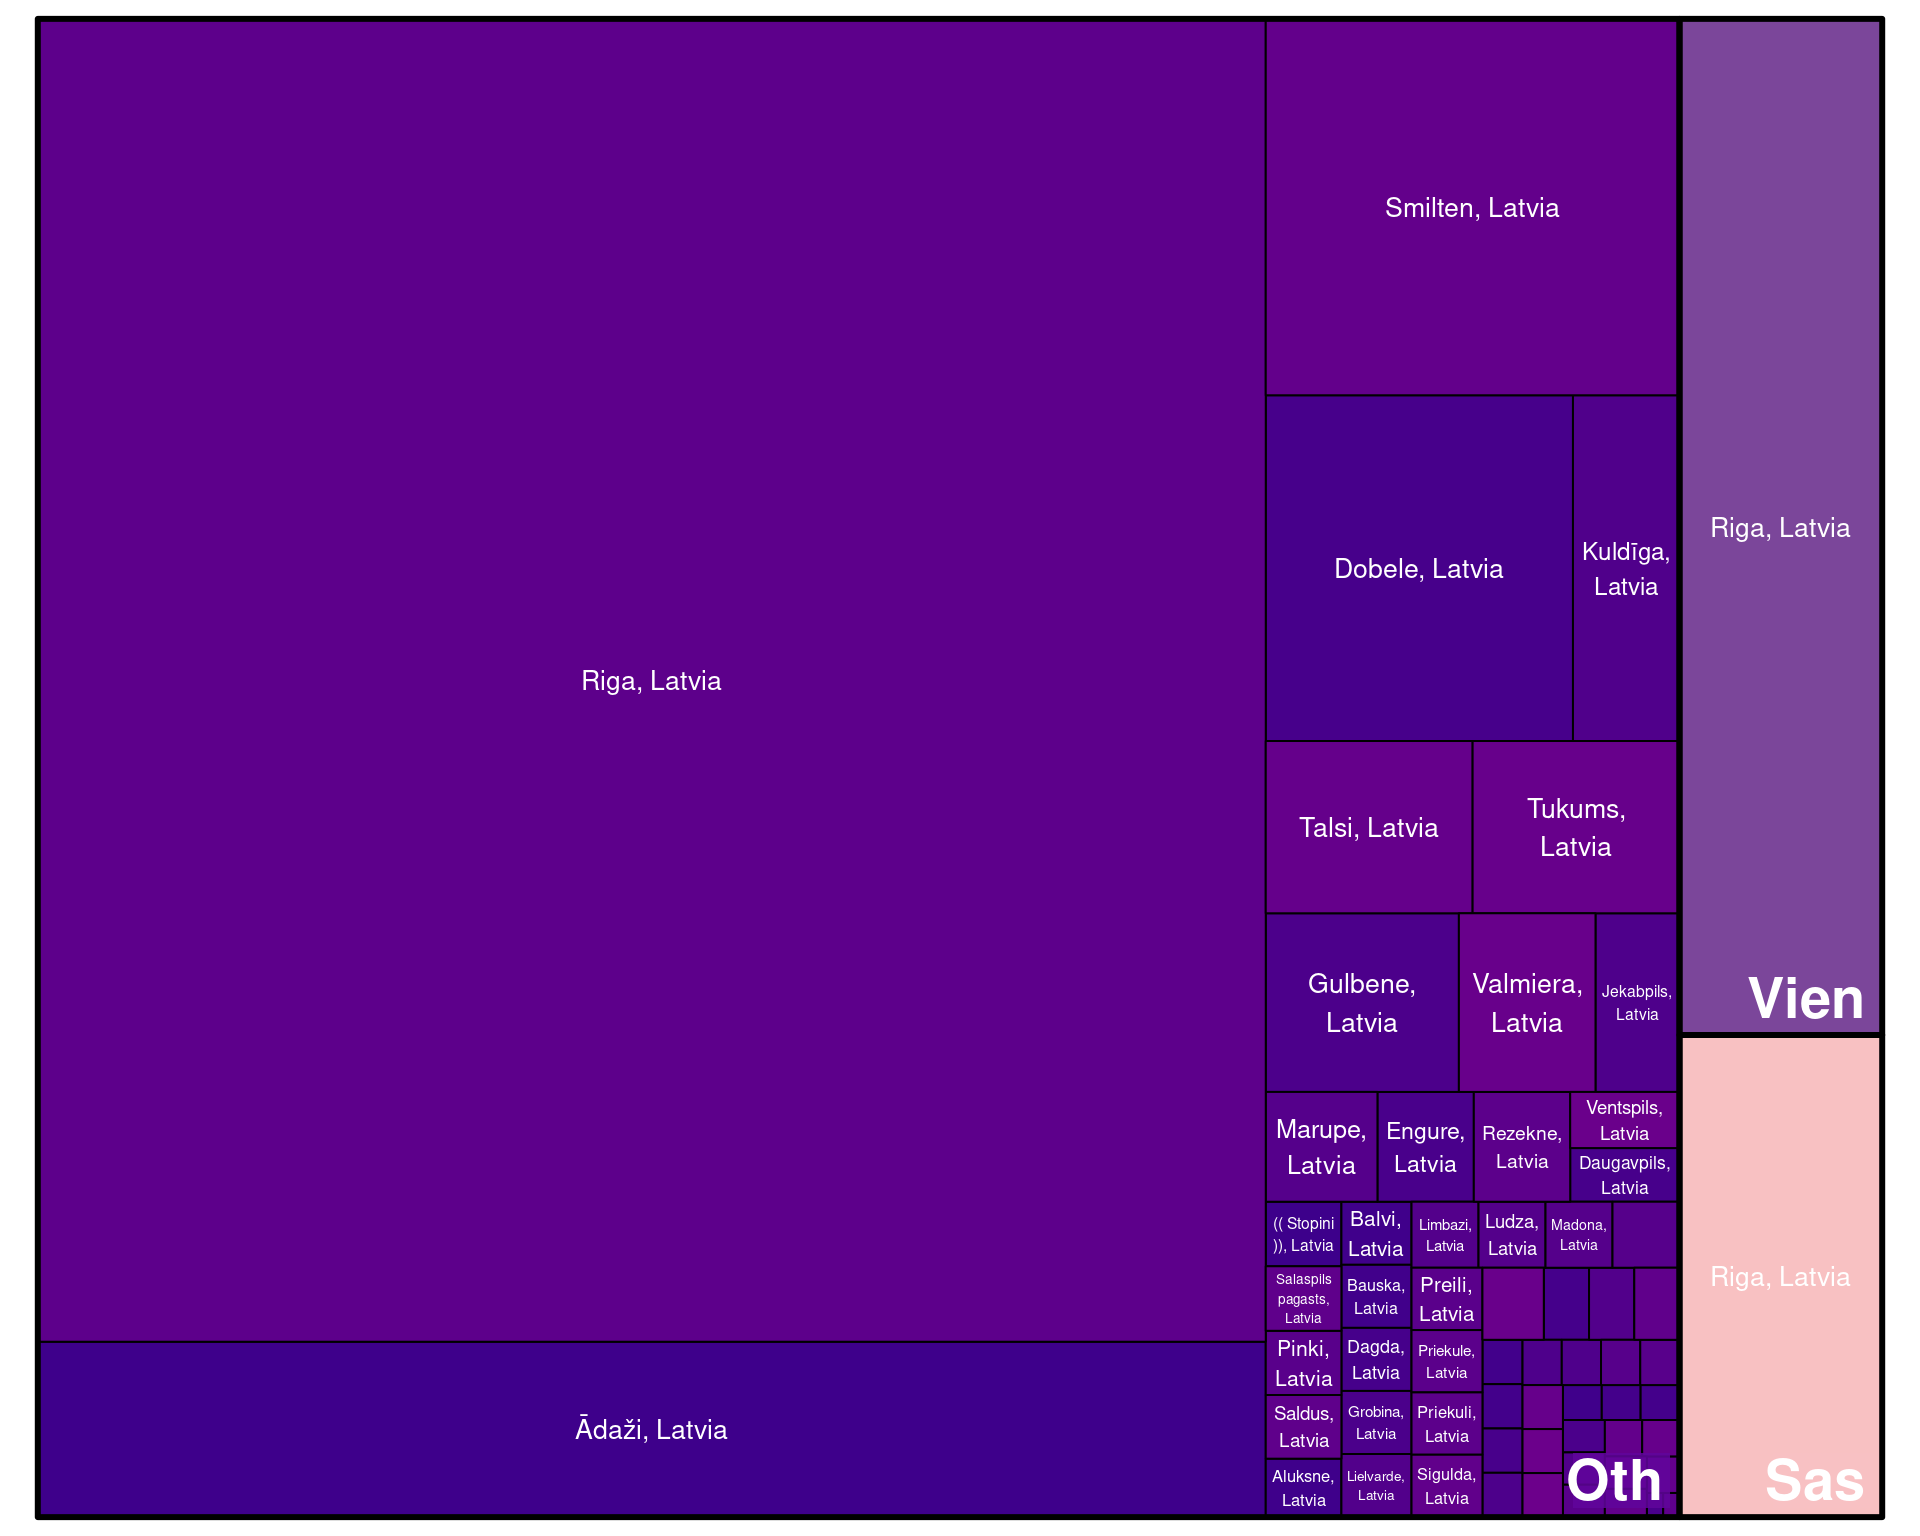 Smilten, Latvia
Riga, Latvia
Dobele, Latvia
Kuldīga,
Latvia
Riga, Latvia
Talsi, Latvia
Tukums,
Latvia
Gulbene,
Latvia
Valmiera,
Latvia
Jekabpils,
Latvia
Vien
Marupe,
Latvia
Engure,
Latvia
Rezekne,
Latvia
Ventspils,
Latvia
Daugavpils,
Latvia
(( Stopini
)), Latvia
Balvi,
Latvia
Limbazi,
Latvia
Ludza,
Latvia
Madona,
Latvia
Salaspils
pagasts,
Latvia
Bauska,
Latvia
Preili,
Latvia
Riga, Latvia
Pinki,
Latvia
Dagda,
Latvia
Priekule,
Latvia
Saldus,
Latvia
Grobina,
Latvia
Priekuli,
Latvia
Ādaži, Latvia
Aluksne,
Latvia
Lielvarde,
Latvia
Sigulda,
Latvia
Oth
Sas